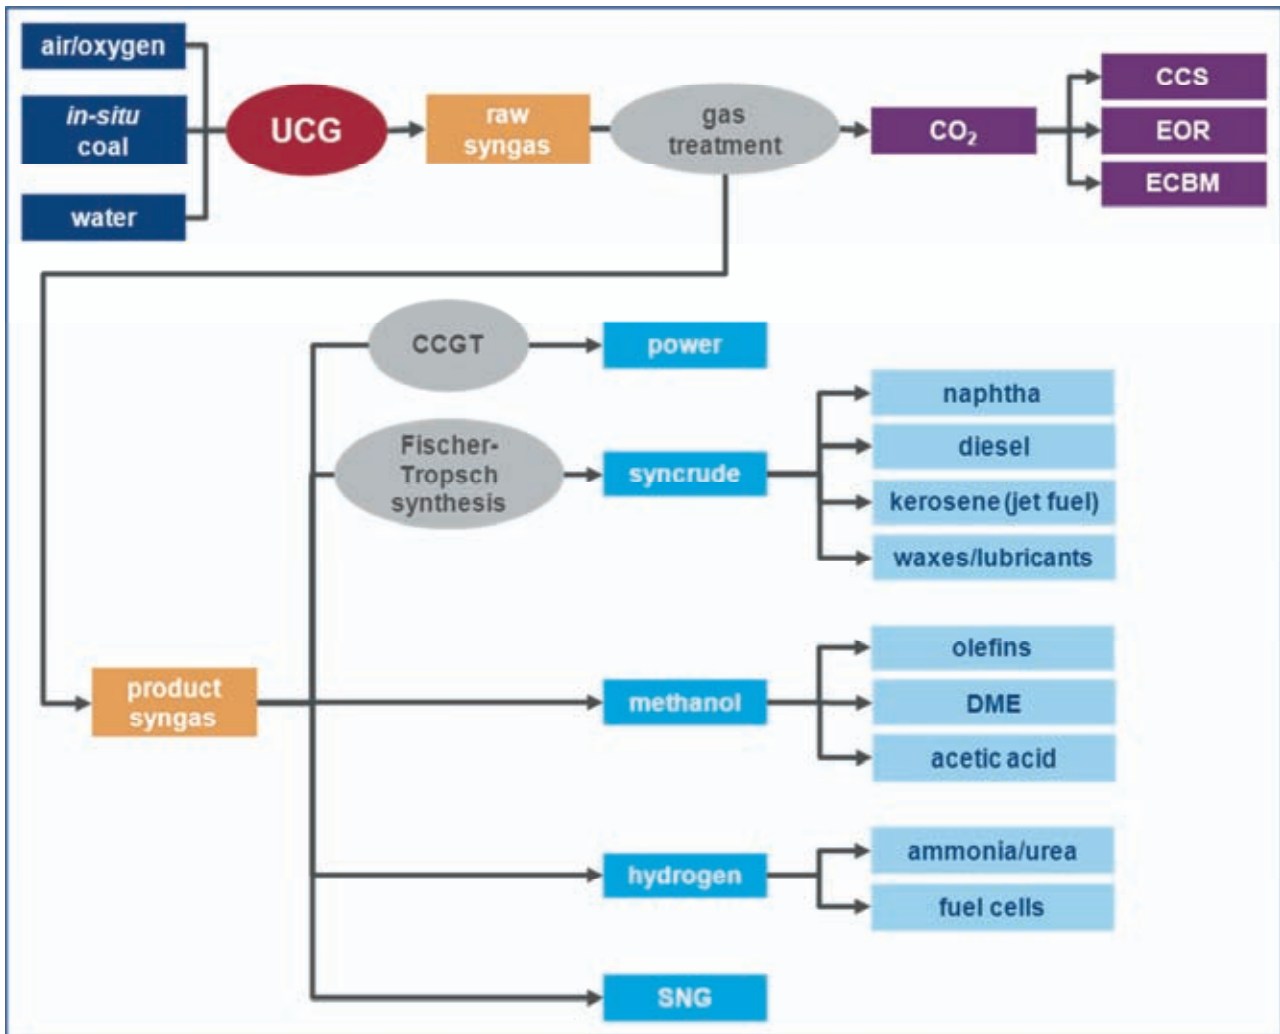 air/oxygen
in-situ
coal
water
UCG
raw
syngas
gas
treatment
CO₂
CCS
EOR
ECBM
CCGT
power
Fischer-
Tropsch
synthesis
syncrude
naphtha
diesel
kerosene (jet fuel)
waxes/lubricants
product
syngas
methanol
olefins
DME
acetic acid
hydrogen
ammonia/urea
fuel cells
SNG